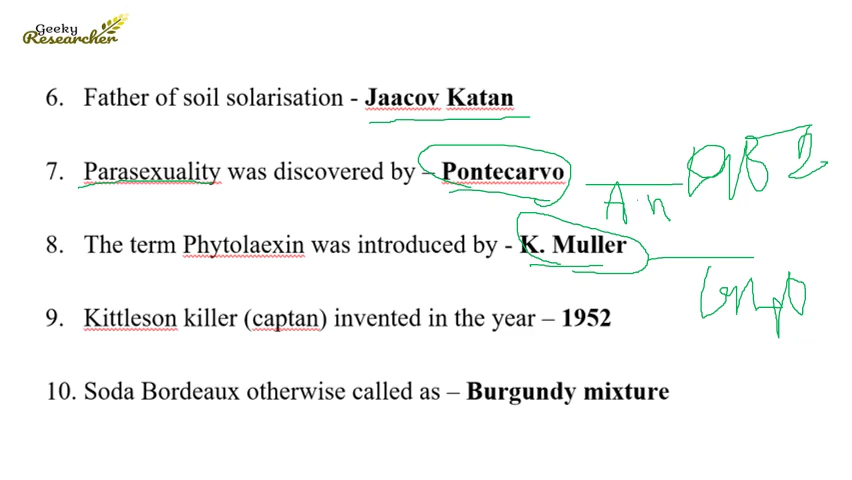 Geeky
Researcher
6. Father of soil solarisation - Jaacov Katan
7. Parasexuality was discovered by – Pontecarvo
A.n
8. The term Phytolaexin was introduced by - K. Muller
9. Kittleson killer (captan) invented in the year – 1952
10. Soda Bordeaux otherwise called as – Burgundy mixture